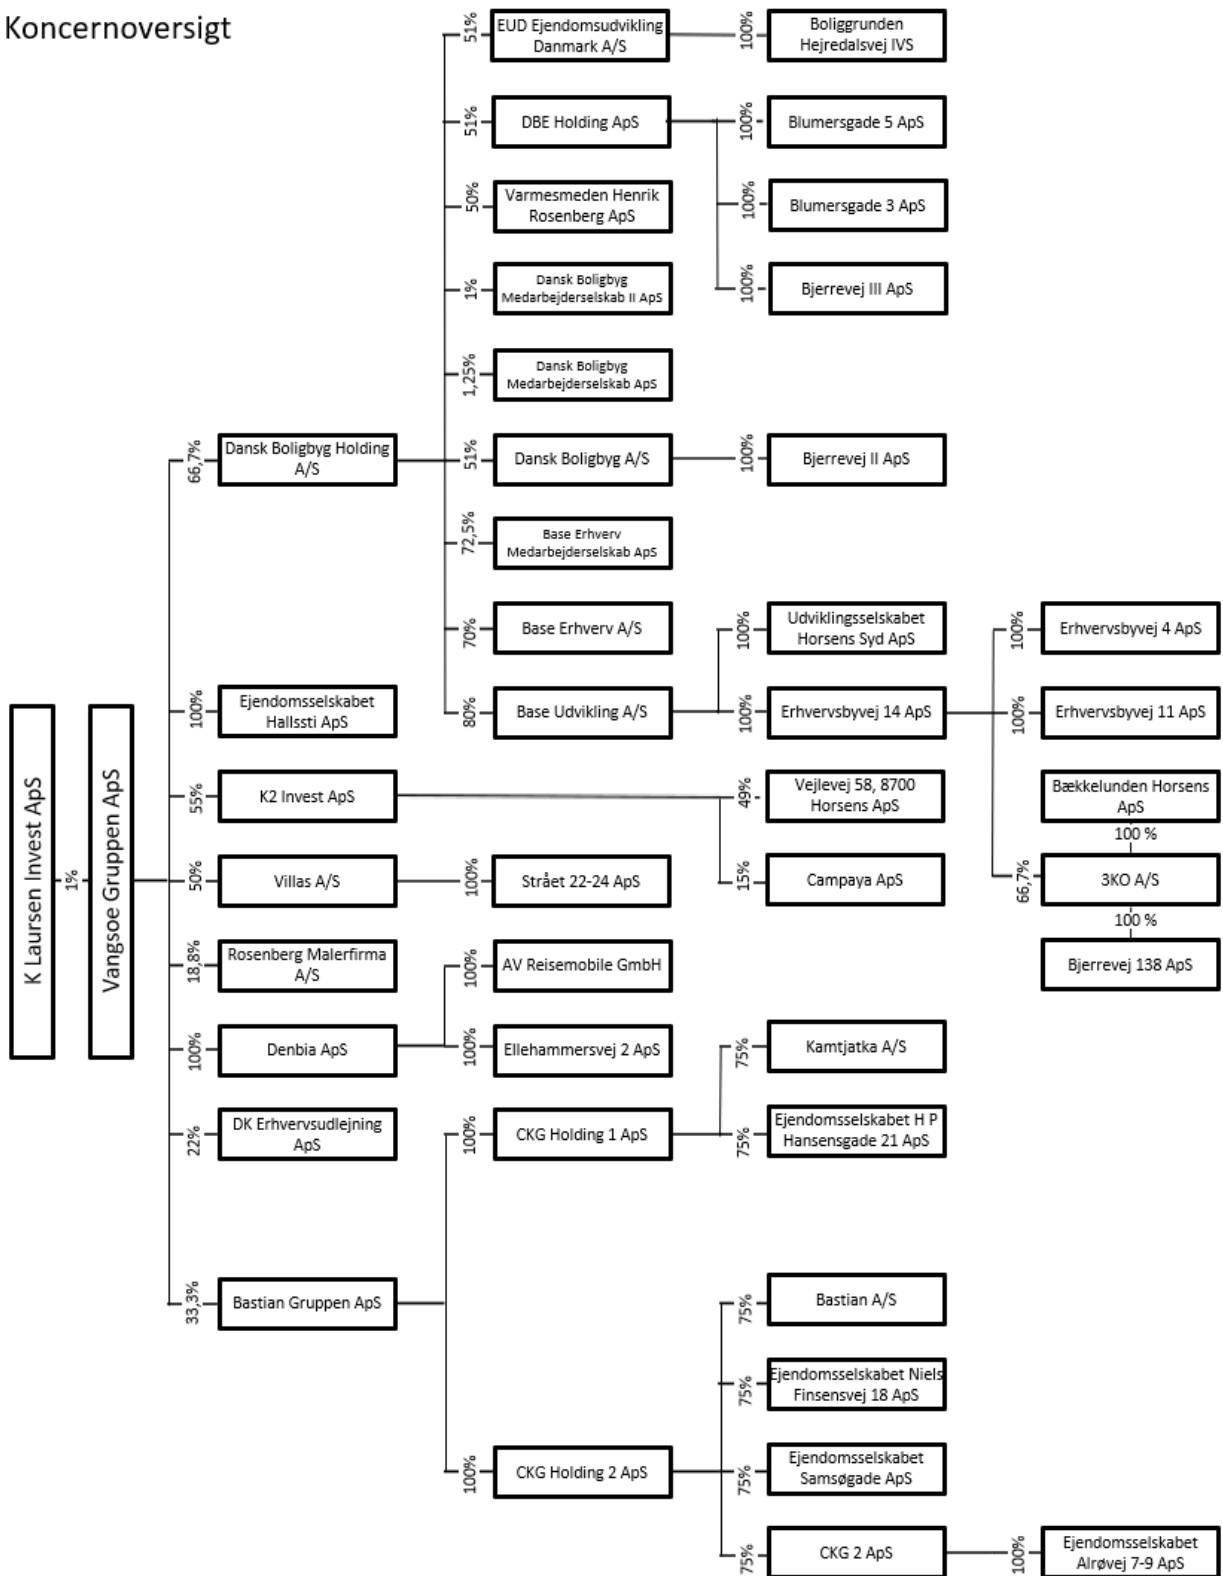 Koncernoversigt
51%
EUD Ejendomsudvikling
Danmark A/S
100%
Boliggrunden
Hejredalsvej IVS
51%
DBE Holding ApS
100%
Blumersgade 5 ApS
50%
Varmesmeden Henrik
Rosenberg ApS
100%
Blumersgade 3 ApS
1%
Dansk Boligbyg
Medarbejderselskab II ApS
100%
Bjerrevej III ApS
1,25%
Dansk Boligbyg
Medarbejderselskab ApS
66,7%
Dansk Boligbyg Holding
A/S
51%
Dansk Boligbyg A/S
100%
Bjerrevej II ApS
72,5%
Base Erhverv
Medarbejderselskab ApS
70%
Base Erhverv A/S
100%
Udviklingsselskabet
Horsens Syd ApS
100%
Erhvervsbyvej 4 ApS
100%
Ejendomsselskabet
Hallssti ApS
80%
Base Udvikling A/S
100%
Erhvervsbyvej 14 ApS
100%
Erhvervsbyvej 11 ApS
K Laursen Invest ApS
1%
Vangsoe Gruppen ApS
55%
K2 Invest ApS
49%
Vejlevej 58, 8700
Horsens ApS
Bækkelunden Horsens
ApS
100 %
50%
Villas A/S
100%
Strået 22-24 ApS
15%
Campaya ApS
66,7%
3KO A/S
100 %
18,8%
Rosenberg Malerfirma
A/S
100%
AV Reisemobile GmbH
Bjerrevej 138 ApS
100%
Denbia ApS
100%
Ellehammersvej 2 ApS
75%
Kamtjatka A/S
22%
DK Erhvervsudlejning
ApS
100%
CKG Holding 1 ApS
75%
Ejendomsselskabet H P
Hansensgade 21 ApS
33,3%
Bastian Gruppen ApS
75%
Bastian A/S
75%
Ejendomsselskabet Niels
Finsensvej 18 ApS
100%
CKG Holding 2 ApS
75%
Ejendomsselskabet
Samsøgade ApS
75%
CKG 2 ApS
100%
Ejendomsselskabet
Alrøvej 7-9 ApS